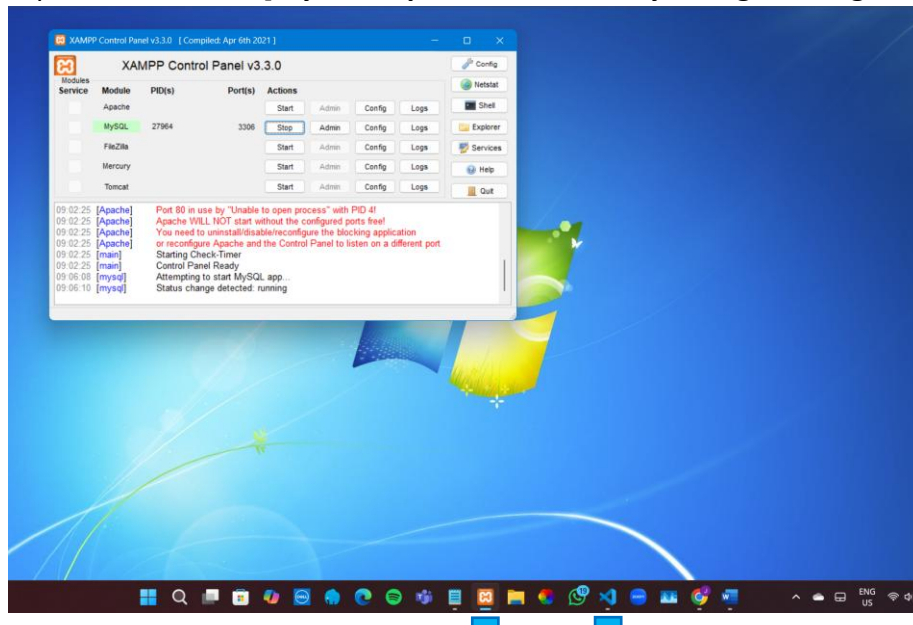 XAMPP Control Panel v3.3.0 [ Compiled: Apr 6th 2021 ]
XAMPP Control Panel v3.3.0
Config
Modules
Service Module PID(s) Port(s) Actions
Netstat
Apache Start Admin Config Logs
Shell
MySQL 27964 3306 Stop Admin Config Logs
Explorer
FileZilla Start Admin Config Logs
Services
Mercury Start Admin Config Logs
Help
Tomcat Start Admin Config Logs
Quit
09:02:25 [Apache] Port 80 in use by "Unable to open process" with PID 4!
09:02:25 [Apache] Apache WILL NOT start without the configured ports free!
09:02:25 [Apache] You need to uninstall/disable/reconfigure the blocking application
09:02:25 [Apache] or reconfigure Apache and the Control Panel to listen on a different port
09:02:25 [main] Starting Check-Timer
09:02:25 [main] Control Panel Ready
09:06:08 [mysql] Attempting to start MySQL app...
09:06:10 [mysql] Status change detected: running
ENG
US